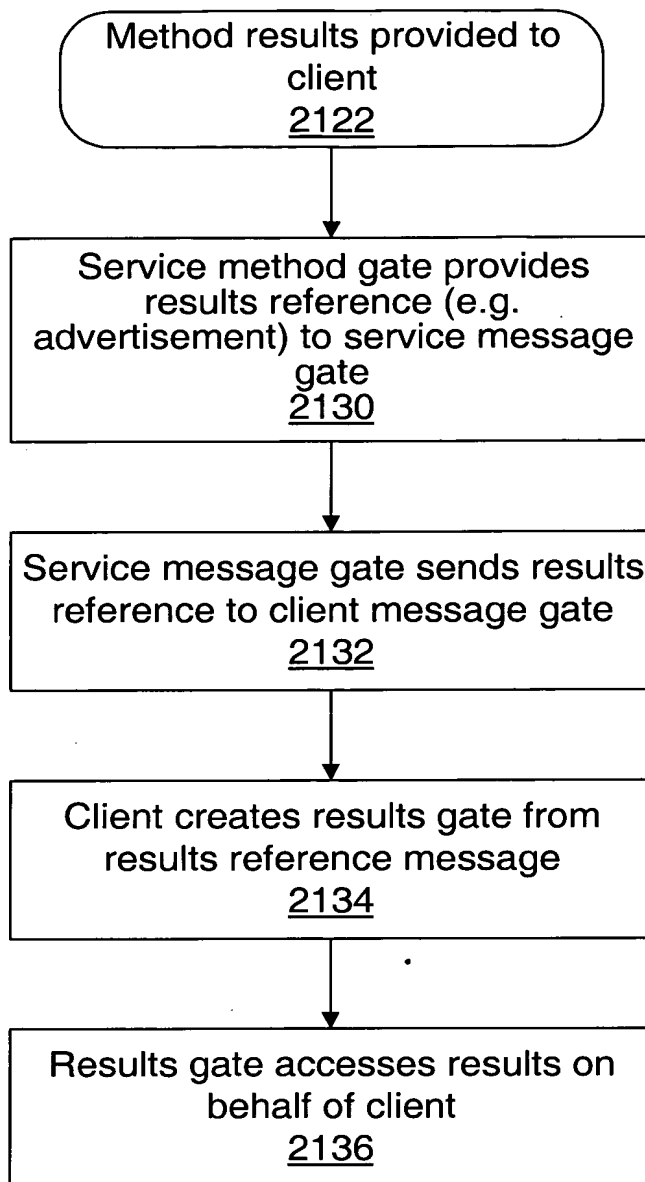 Method results provided to
client
2122
Service method gate provides
results reference (e.g.
advertisement) to service message
gate
2130
Service message gate sends results
reference to client message gate
2132
Client creates results gate from
results reference message
2134
Results gate accesses results on
behalf of client
2136